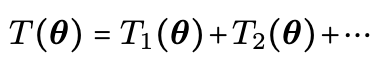 T(𝜽) = T₁(𝜽) + T₂(𝜽) + ⋯